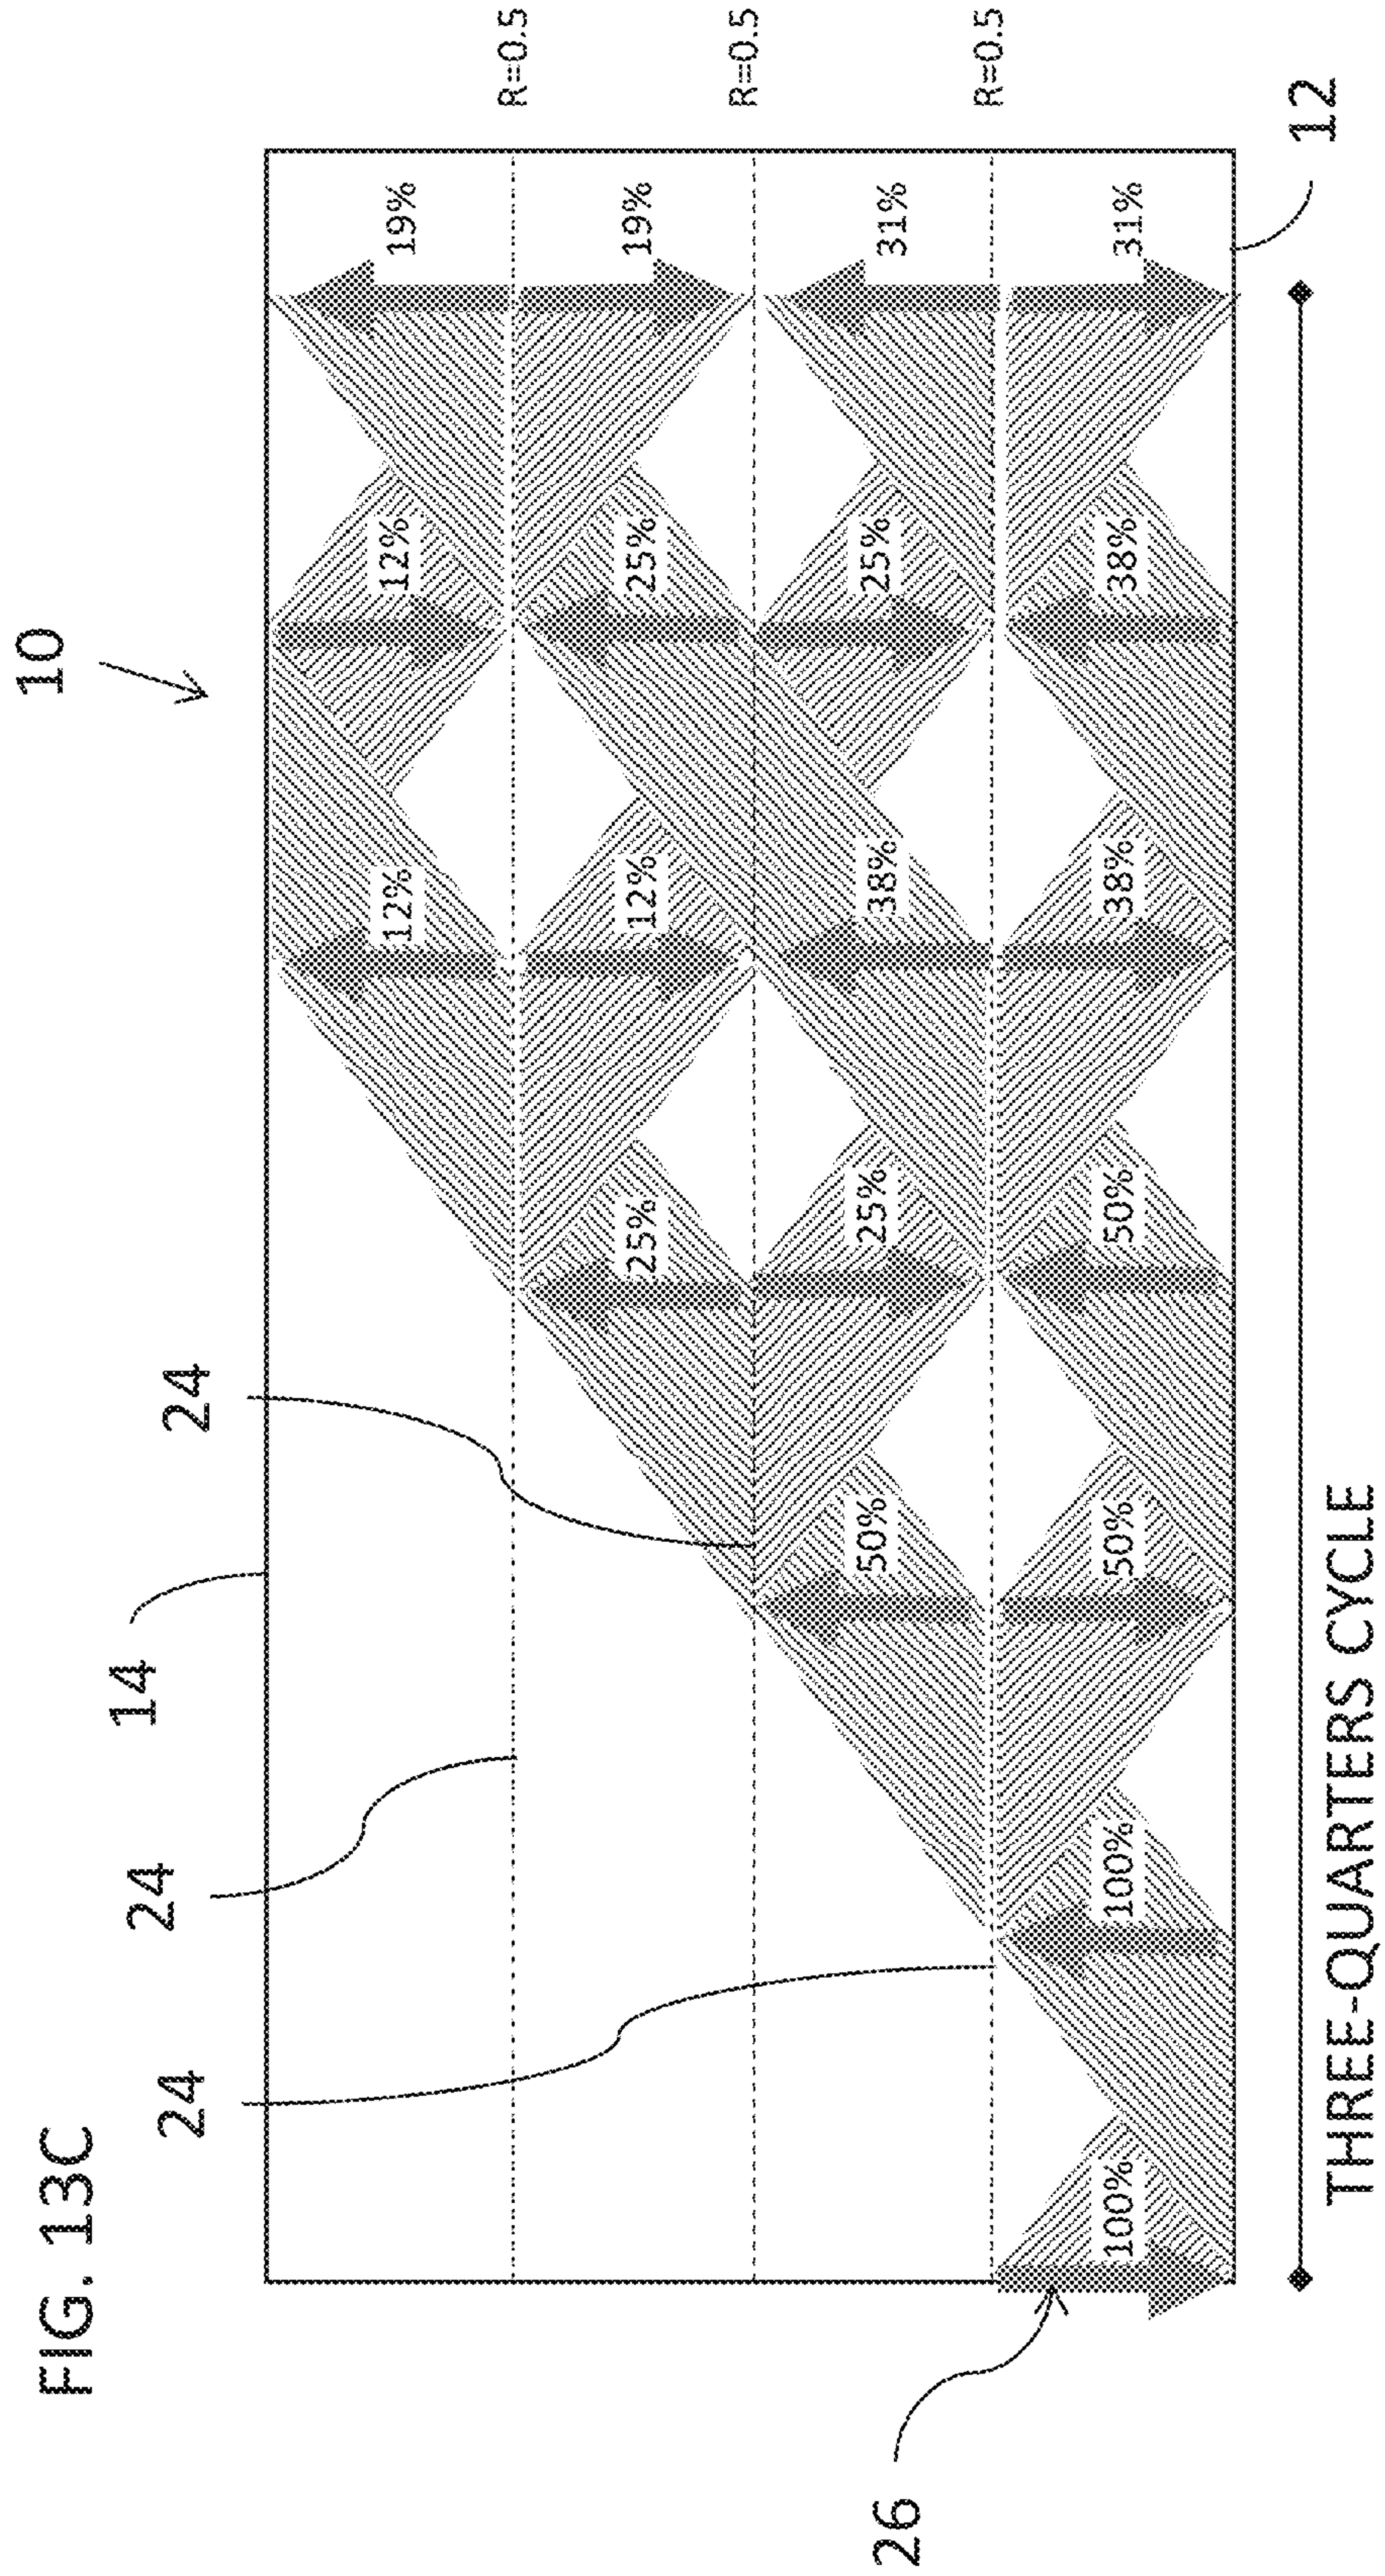 FIG. 13C
10
24
24
14
24
12% 12% 19%
R=0.5
25% 12% 25% 19%
R=0.5
26
50% 25% 38% 25% 31%
R=0.5
100% 100% 50% 50% 38% 38% 31%
12
THREE-QUARTERS CYCLE